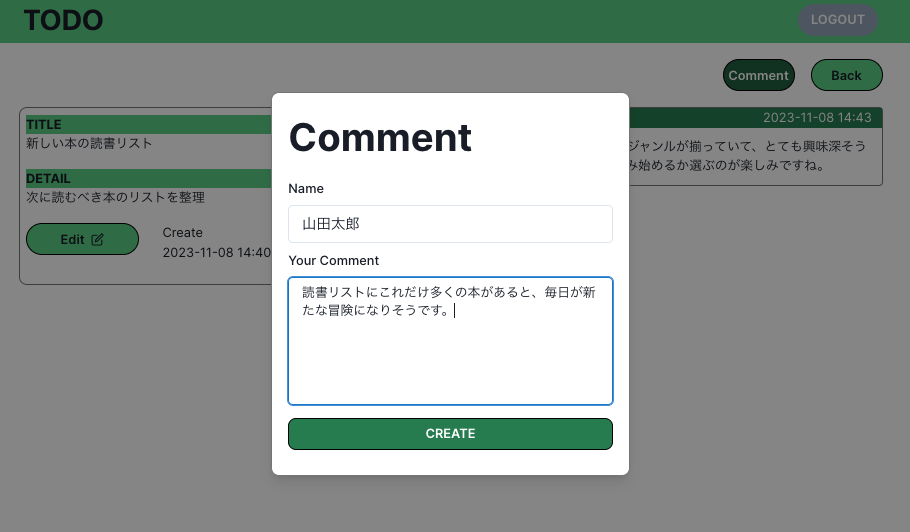 TODO
LOGOUT
Comment
Back
TITLE
新しい本の読書リスト
DETAIL
次に読むべき本のリストを整理
Edit
Create
2023-11-08 14:40
2023-11-08 14:43
ジャンルが揃っていて、とても興味深そう
み始めるか選ぶのが楽しみですね。
Comment
Name
山田太郎
Your Comment
読書リストにこれだけ多くの本があると、毎日が新
たな冒険になりそうです。
CREATE